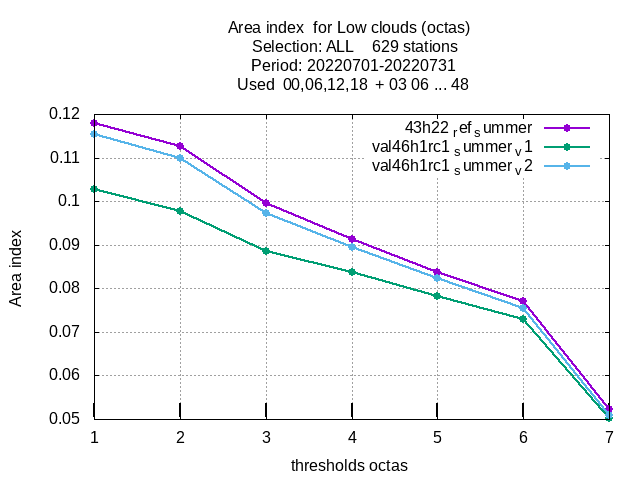 Area index  for Low clouds (octas)
Selection: ALL    629 stations
Period: 20220701-20220731
Used  00,06,12,18  + 03 06 ... 48
0.12
0.11
0.1
0.09
0.08
0.07
0.06
0.05
Area index
43h22 ref summer
val46h1rc1 summer v1
val46h1rc1 summer v2
1 2 3 4 5 6 7
thresholds octas